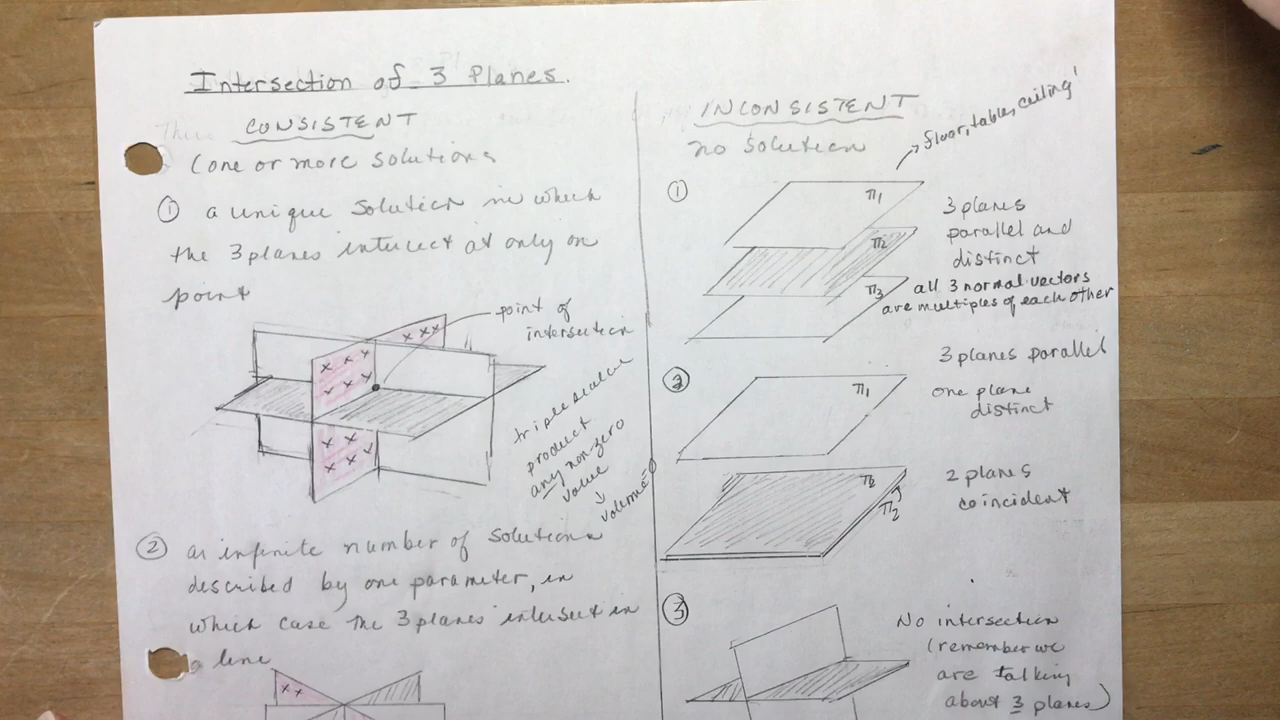 Intersection of 3 Planes.
CONSISTENT
(one or more solutions
① a unique solution in which
the 3 planes intersect at only on
point
point of
intersection
triple scalar
product
any non-zero
value
↓
volume≠0
② an infinite number of solutions
described by one parameter, in
which case the 3 planes intersect in
a line
INCONSISTENT
no solution
→ floor, table, ceiling!
①
π1
π2
π3
3 planes
parallel and
distinct
all 3 normal vectors
are multiples of each other
②
3 planes parallel
π1
one plane
distinct
2 planes
coincident
π2
③
No intersection
(remember we
are talking
about 3 planes)